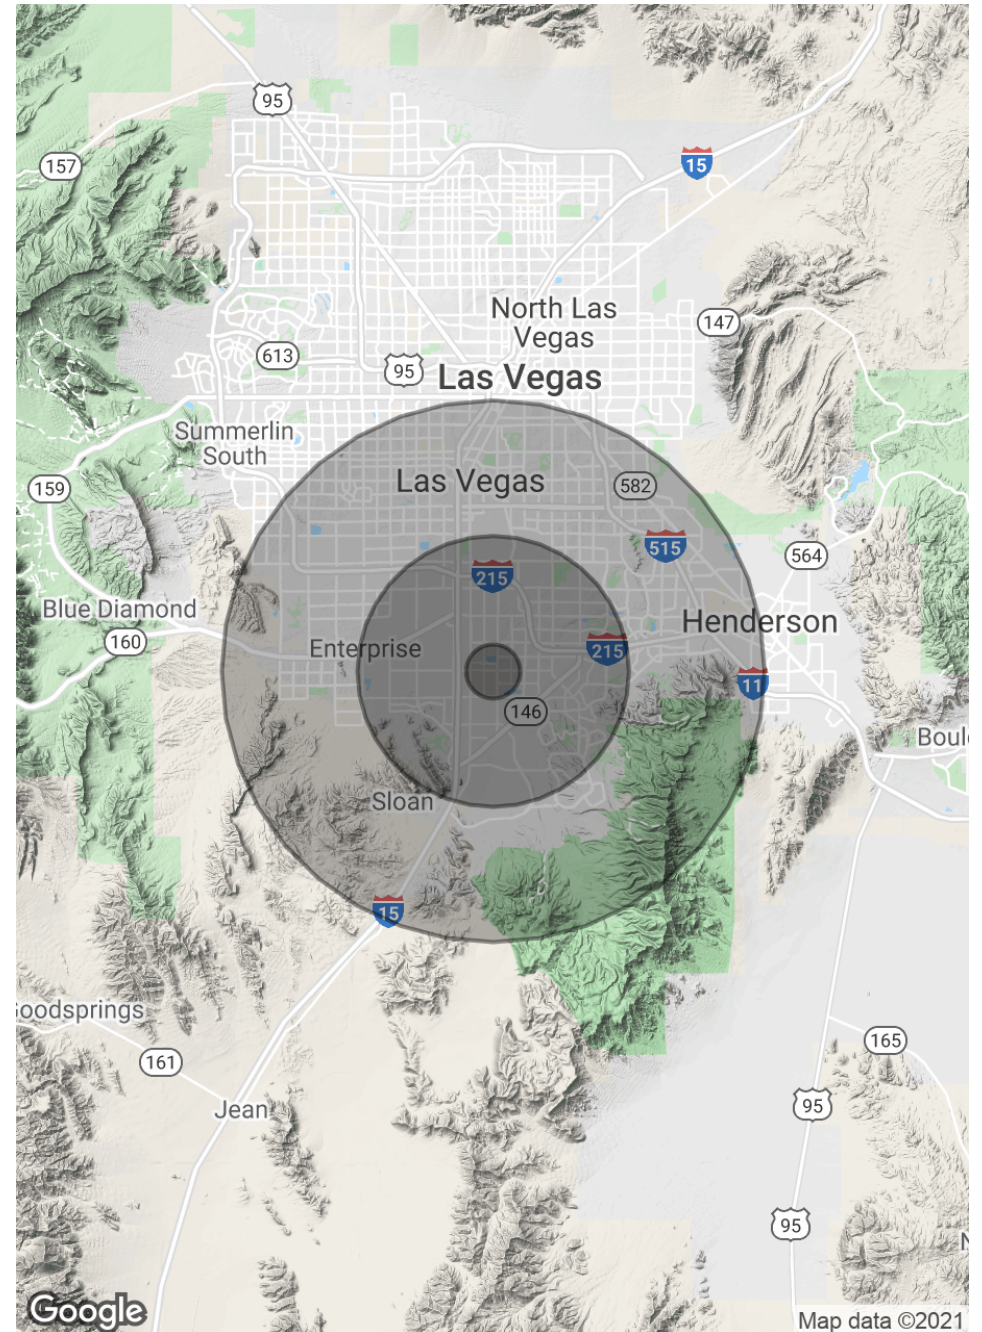 95
157
15
North Las
Vegas
147
613
95
Las Vegas
Summerlin
South
Las Vegas
582
159
515
564
215
Blue Diamond
Henderson
160
Enterprise
215
11
146
Boul
Sloan
15
oodsprings
165
161
95
Jean
95
N
Google
Map data ©2021